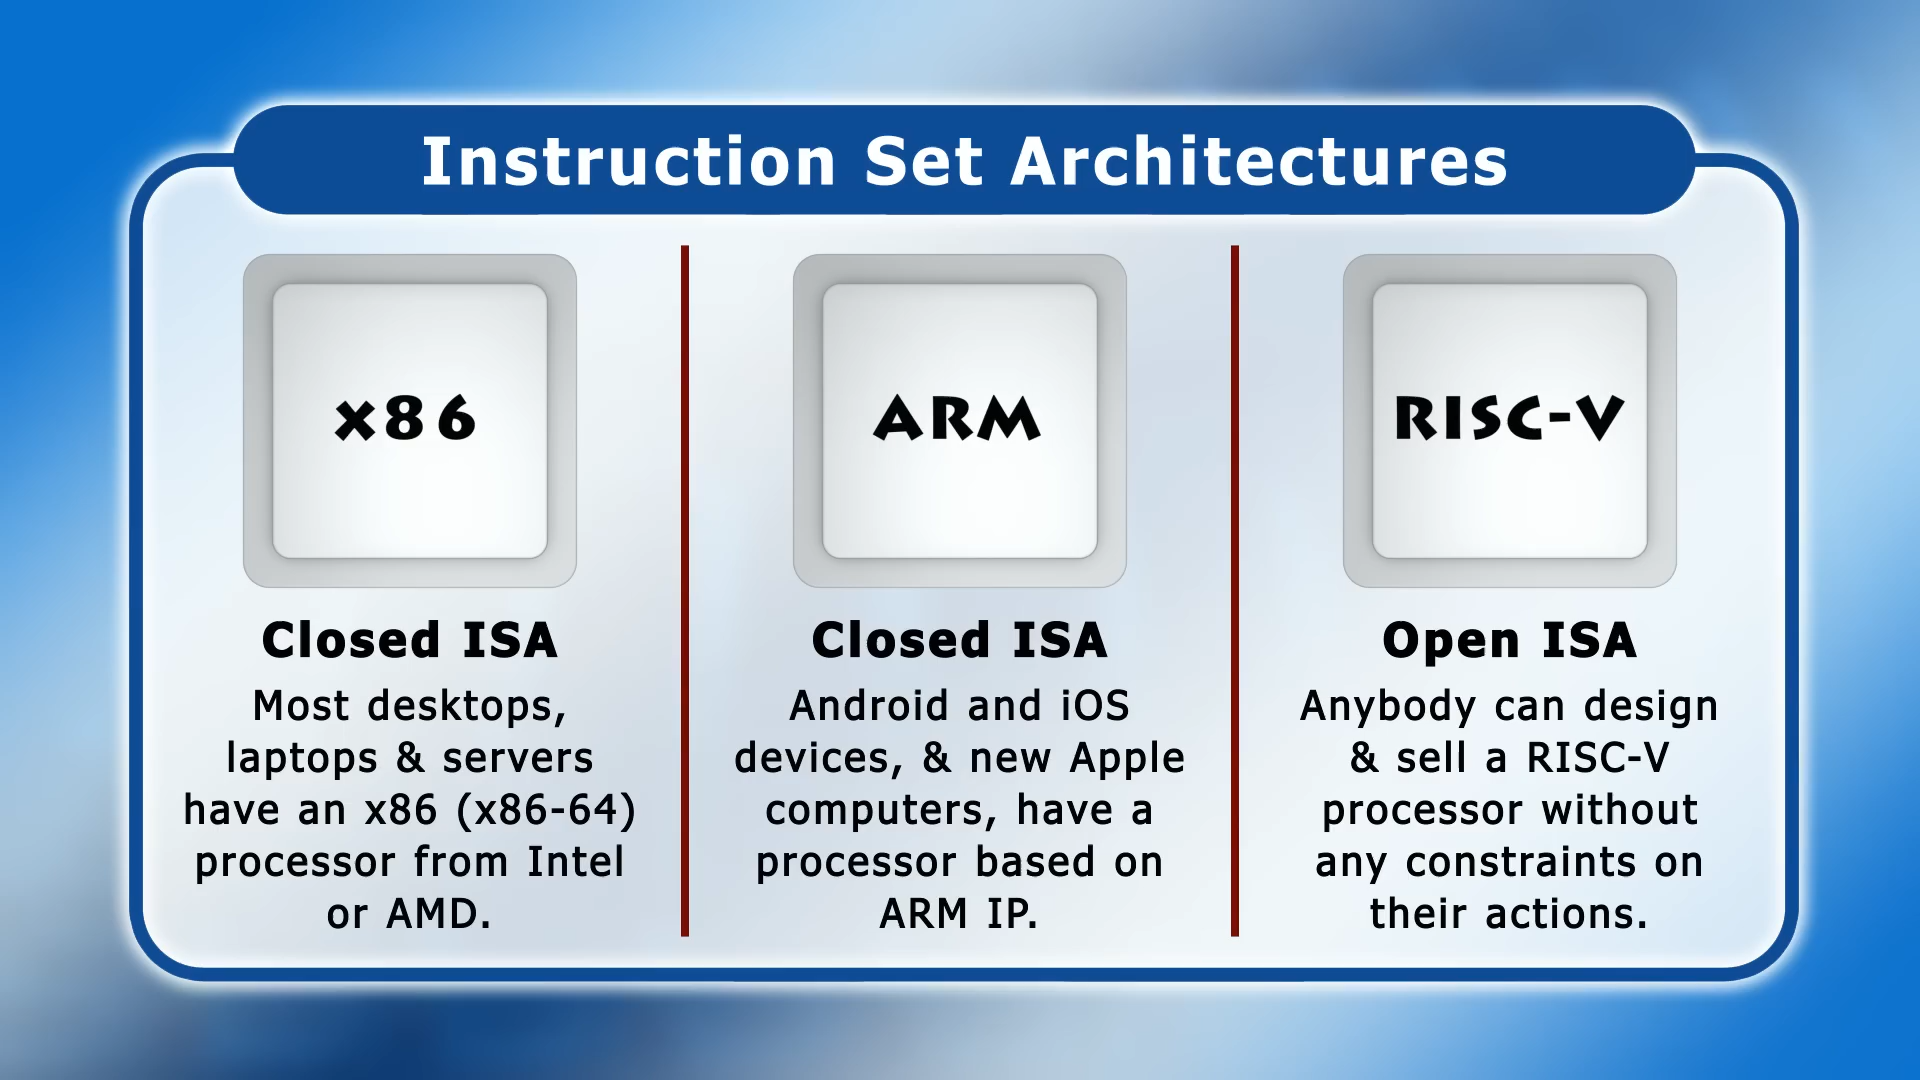 Instruction Set Architectures
x86
Closed ISA
Most desktops,
laptops & servers
have an x86 (x86-64)
processor from Intel
or AMD.
ARM
Closed ISA
Android and iOS
devices, & new Apple
computers, have a
processor based on
ARM IP.
RISC-V
Open ISA
Anybody can design
& sell a RISC-V
processor without
any constraints on
their actions.